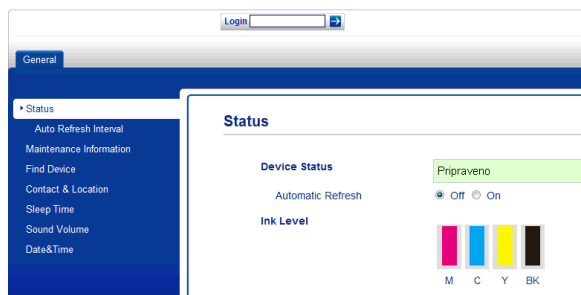 Login
General
Status
Auto Refresh Interval
Maintenance Information
Find Device
Contact & Location
Sleep Time
Sound Volume
Date&Time
Status
Device Status Pripraveno
Automatic Refresh Off On
Ink Level
M C Y BK